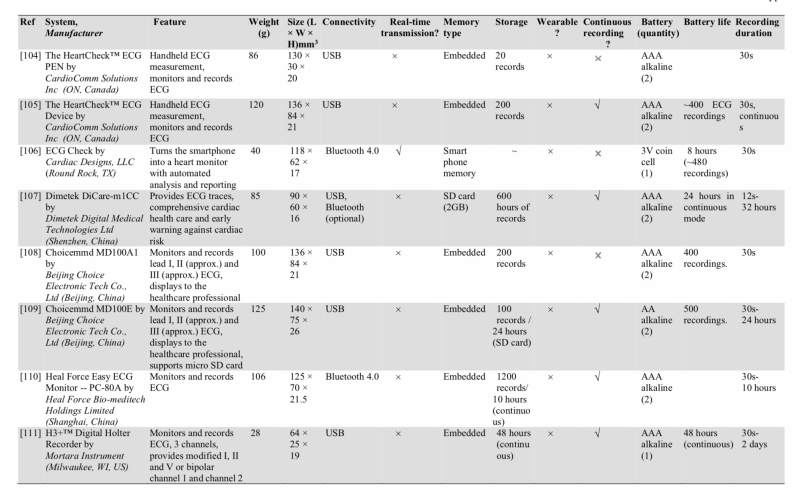 Ref System, Manufacturer Feature Weight (g) Size (L × W × H)mm³ Connectivity Real-time transmission? Memory type Storage Wearable ? Continuous recording ? Battery (quantity) Battery life Recording duration
[104] The HeartCheck™ ECG Handheld ECG 86 130 × USB × Embedded 20 × × AAA 30s
PEN by measurement, 30 × records alkaline
CardioComm Solutions monitors and records 20 (2)
Inc (ON, Canada) ECG
[105] The HeartCheck™ ECG Handheld ECG 120 136 × USB × Embedded 200 × √ AAA ~400 ECG 30s,
Device by measurement, 84 × records alkaline recordings continuou
CardioComm Solutions monitors and records 21 (2) s
Inc (ON, Canada) ECG
[106] ECG Check by Turns the smartphone 40 118 × Bluetooth 4.0 √ Smart ~ × × 3V coin 8 hours 30s
Cardiac Designs, LLC into a heart monitor 62 × phone cell (~480
(Round Rock, TX) with automated 17 memory (1) recordings)
analysis and reporting
[107] Dimetek DiCare-m1CC Provides ECG traces, 85 90 × USB, × SD card 600 × √ AAA 24 hours in 12s-
by comprehensive cardiac 60 × Bluetooth (2GB) hours of alkaline continuous 32 hours
Dimetek Digital Medical health care and early 16 (optional) records (2) mode
Technologies Ltd warning against cardiac
(Shenzhen, China) risk
[108] Choicemmd MD100A1 Monitors and records 100 136 × USB × Embedded 200 × × AAA 400 30s
by lead I, II (approx.) and 84 × records alkaline recordings.
Beijing Choice III (approx.) ECG, 21 (2)
Electronic Tech Co., displays to the
Ltd (Beijing, China) healthcare professional
[109] Choicemmd MD100E by Monitors and records 125 140 × USB × Embedded 100 × √ AA 500 30s-
Beijing Choice lead I, II (approx.) and 75 × records / alkaline recordings. 24 hours
Electronic Tech Co., III (approx.) ECG, 26 24 hours (2)
Ltd (Beijing, China) displays to the (SD card)
healthcare professional,
supports micro SD card
[110] Heal Force Easy ECG Monitors and records 106 125 × Bluetooth 4.0 × Embedded 1200 × √ AAA 30s-
Monitor -- PC-80A by ECG 70 × records/ alkaline 10 hours
Heal Force Bio-meditech 21.5 10 hours (2)
Holdings Limited (continuo
(Shanghai, China) us)
[111] H3+™ Digital Holter Monitors and records 28 64 × USB × Embedded 48 hours × √ AAA 48 hours 30s-
Recorder by ECG, 3 channels, 25 × (continu alkaline (continuous) 2 days
Mortara Instrument provides modified I, II 19 ous) (1)
(Milwaukee, WI, US) and V or bipolar
channel 1 and channel 2